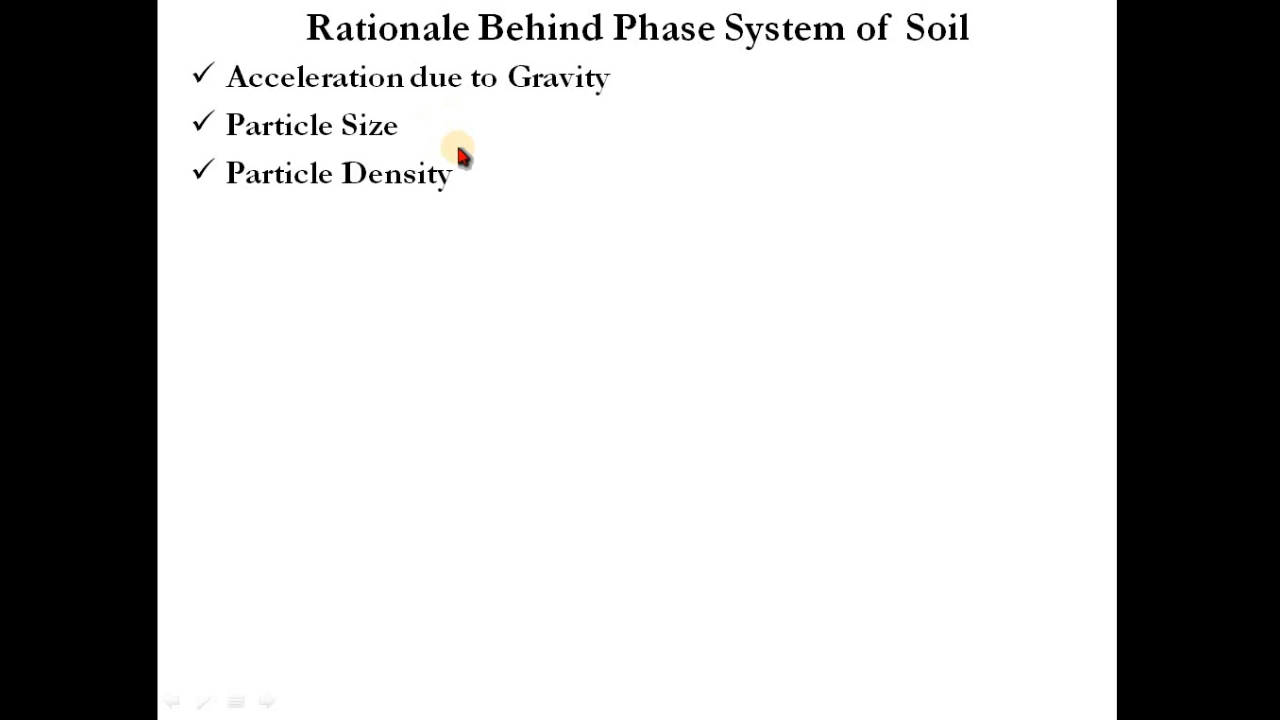 Rationale Behind Phase System of Soil
✓ Acceleration due to Gravity
✓ Particle Size
✓ Particle Density